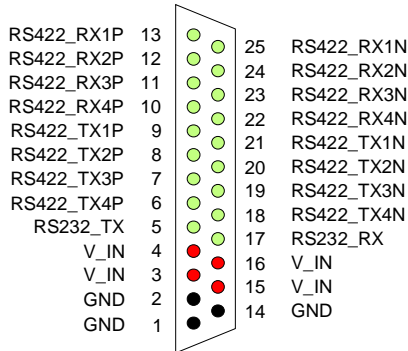 RS422_RX1P 13
RS422_RX2P 12
RS422_RX3P 11
RS422_RX4P 10
RS422_TX1P 9
RS422_TX2P 8
RS422_TX3P 7
RS422_TX4P 6
RS232_TX 5
V_IN 4
V_IN 3
GND 2
GND 1
25 RS422_RX1N
24 RS422_RX2N
23 RS422_RX3N
22 RS422_RX4N
21 RS422_TX1N
20 RS422_TX2N
19 RS422_TX3N
18 RS422_TX4N
17 RS232_RX
16 V_IN
15 V_IN
14 GND